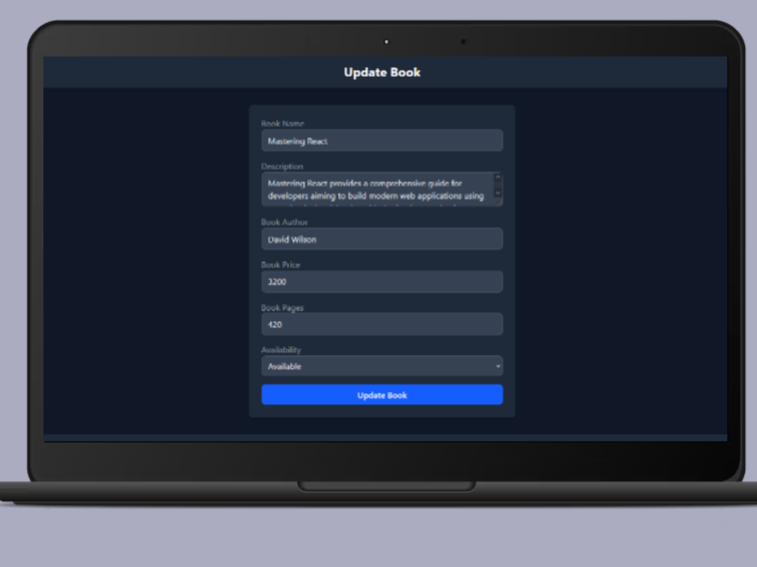 Update Book
Book Name
Mastering React
Description
Mastering React provides a comprehensive guide for
developers aiming to build modern web applications using
Book Author
David Wilson
Book Price
3200
Book Pages
420
Availability
Available
Update Book